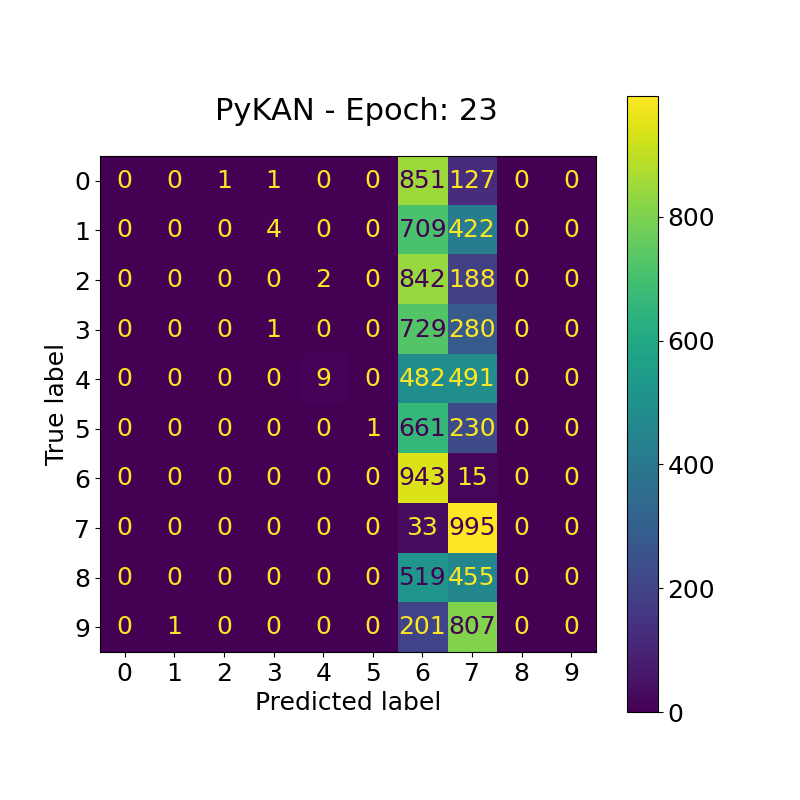 PyKAN - Epoch: 23
0 0 0 1 1 0 0 851 127 0 0
1 0 0 0 4 0 0 709 422 0 0 800
2 0 0 0 0 2 0 842 188 0 0
3 0 0 0 1 0 0 729 280 0 0 600
4 0 0 0 0 9 0 482 491 0 0
True label
5 0 0 0 0 0 1 661 230 0 0
6 0 0 0 0 0 0 943 15 0 0 400
7 0 0 0 0 0 0 33 995 0 0
8 0 0 0 0 0 0 519 455 0 0 200
9 0 1 0 0 0 0 201 807 0 0
0 1 2 3 4 5 6 7 8 9
Predicted label
0